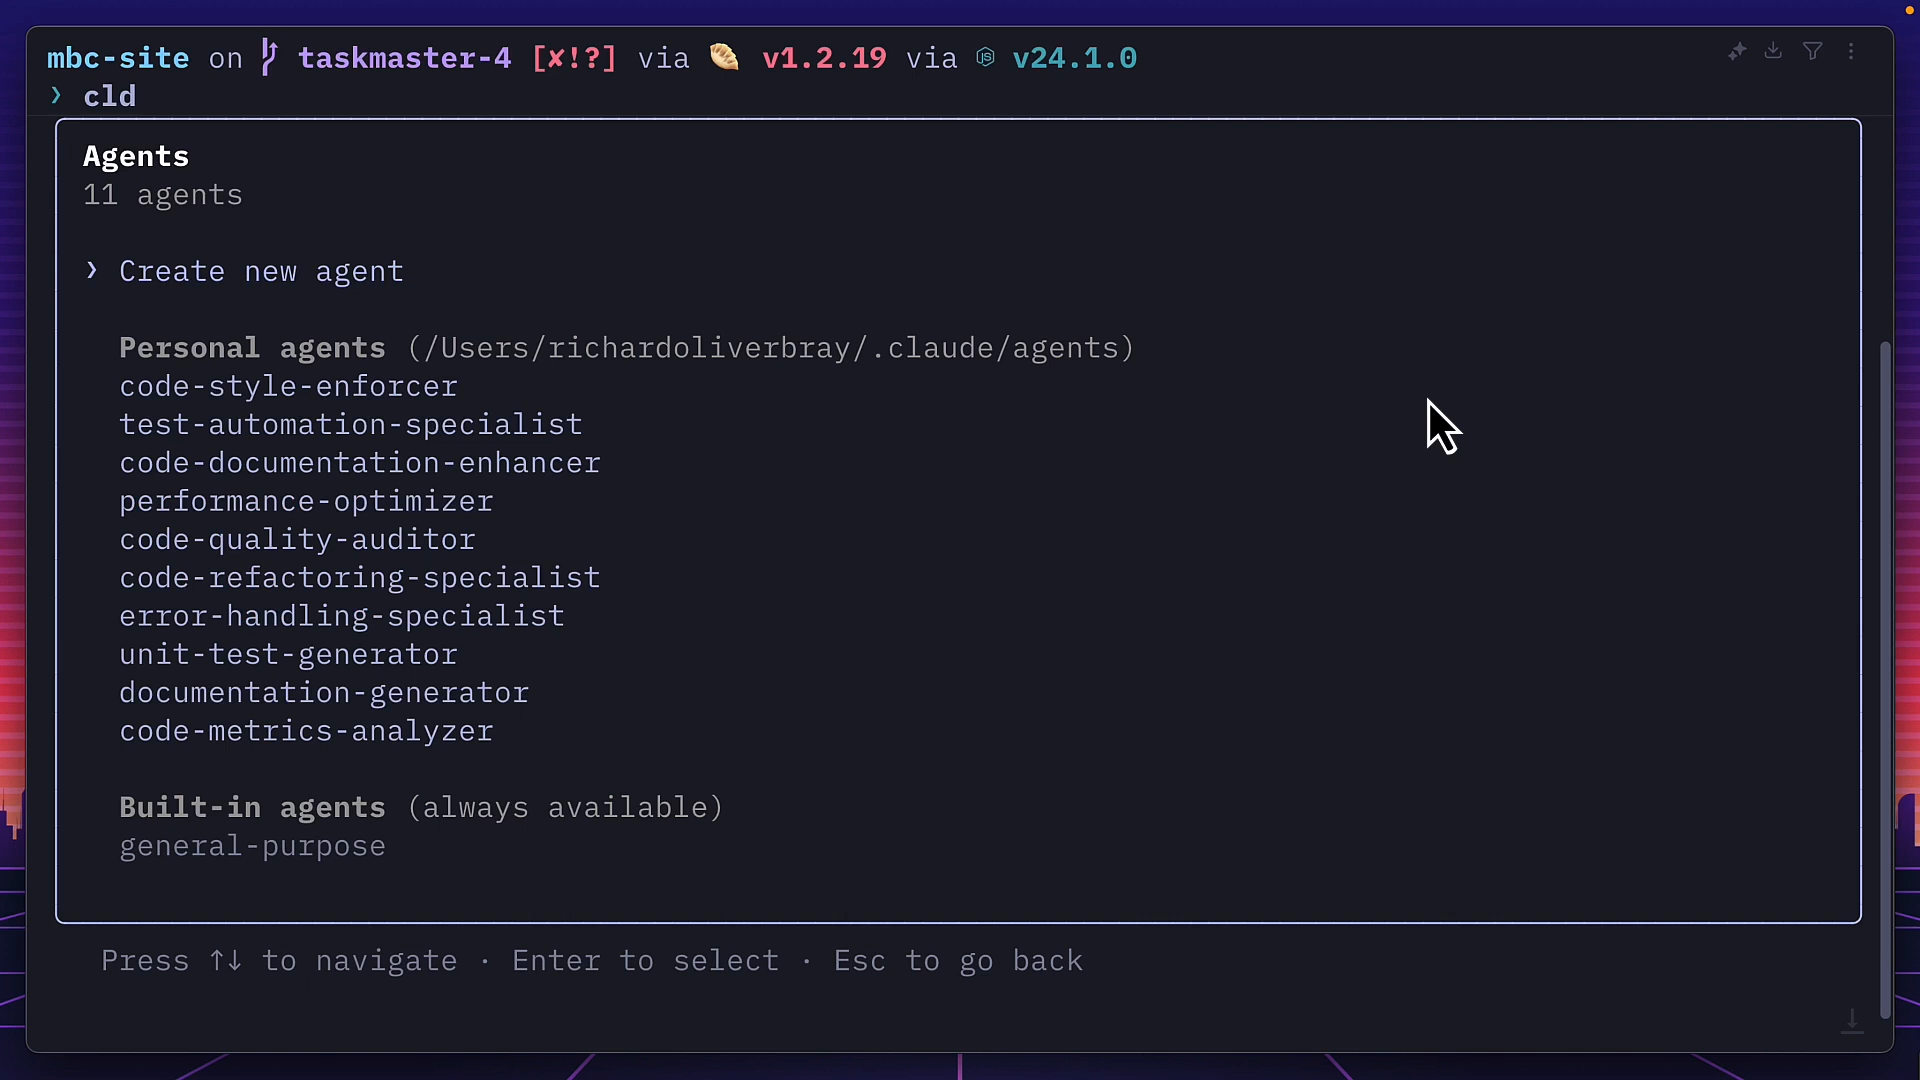 mbc-site on taskmaster-4 [✘!?] via 🥟 v1.2.19 via v24.1.0
❯ cld
Agents
11 agents
❯ Create new agent
Personal agents (/Users/richardoliverbray/.claude/agents)
code-style-enforcer
test-automation-specialist
code-documentation-enhancer
performance-optimizer
code-quality-auditor
code-refactoring-specialist
error-handling-specialist
unit-test-generator
documentation-generator
code-metrics-analyzer
Built-in agents (always available)
general-purpose
Press ↑↓ to navigate · Enter to select · Esc to go back